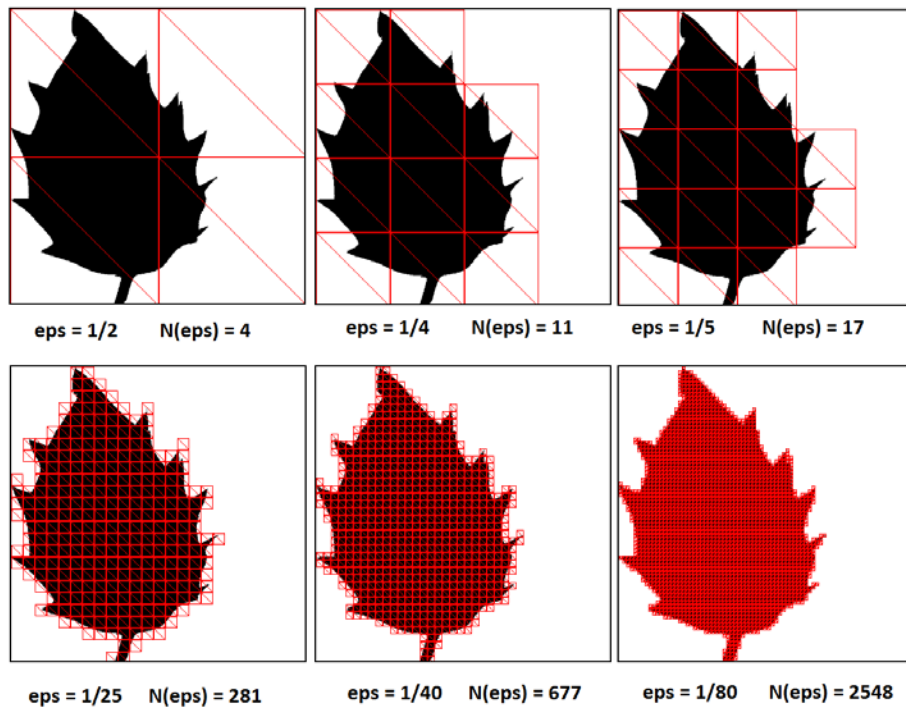 eps = 1/2 N(eps) = 4
eps = 1/4 N(eps) = 11
eps = 1/5 N(eps) = 17
eps = 1/25 N(eps) = 281
eps = 1/40 N(eps) = 677
eps = 1/80 N(eps) = 2548